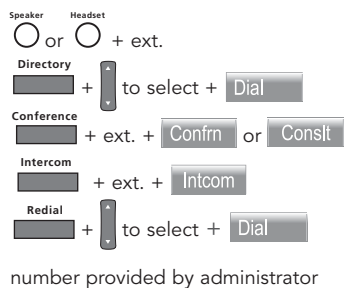 Speaker Headset
or + ext.
Directory
+ to select + Dial
Conference
+ ext. + Confrn or Conslt
Intercom
+ ext. + Intcom
Redial
+ to select + Dial
number provided by administrator